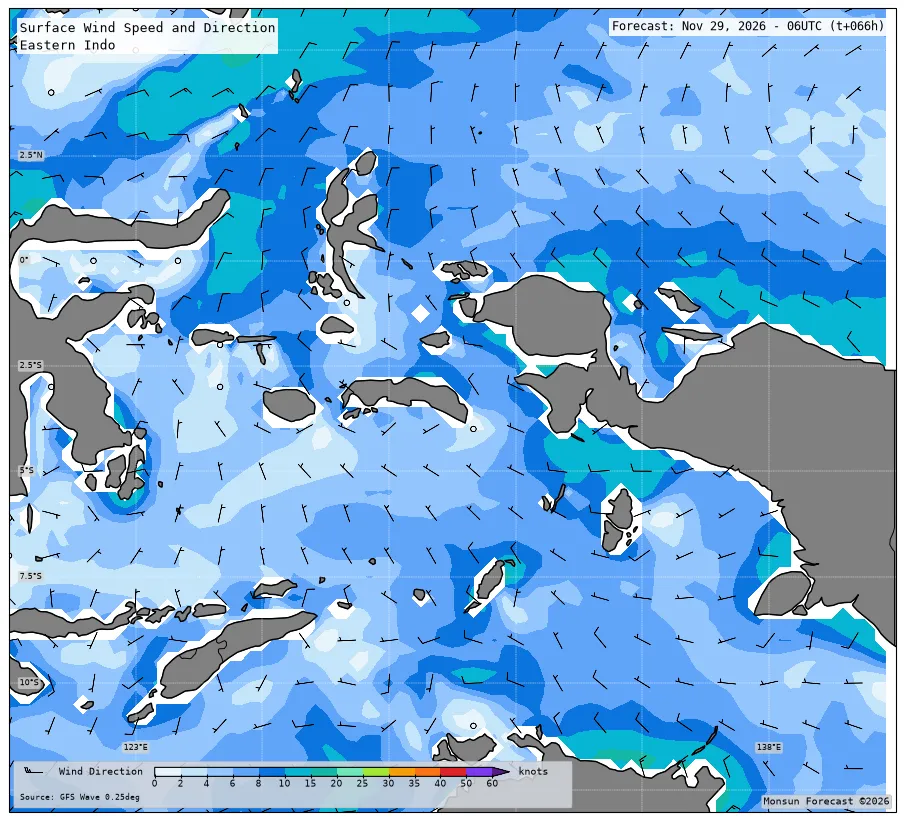 Surface Wind Speed and Direction
Eastern Indo
Forecast: Nov 29, 2026 - 06UTC (t+066h)
2.5°N
0°
2.5°S
5°S
7.5°S
10°S
123°E
138°E
Wind Direction
0 2 4 6 8 10 15 20 25 30 40 50 60
knots
Source: GFS Wave 0.25deg
Monsun Forecast ©2026